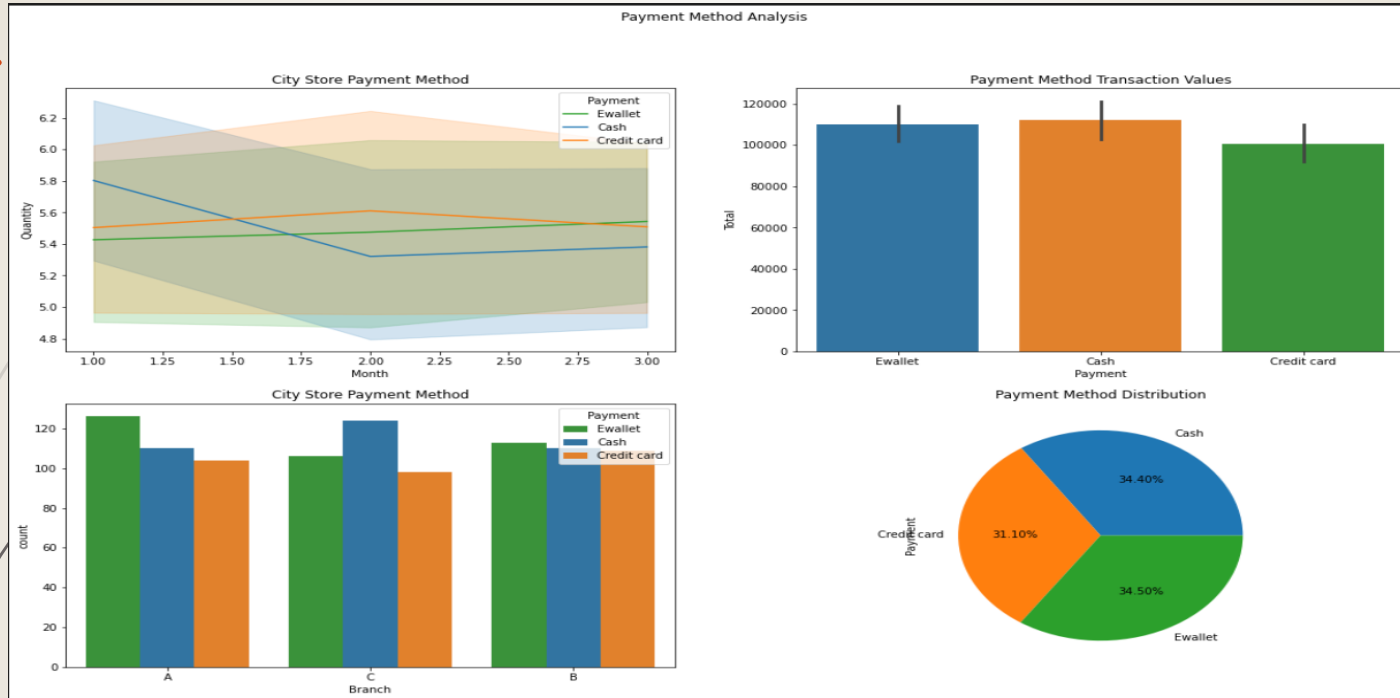 Payment Method Analysis
City Store Payment Method
Quantity
6.2
6.0
5.8
5.6
5.4
5.2
5.0
4.8
Payment
Ewallet
Cash
Credit card
1.00 1.25 1.50 1.75 2.00 2.25 2.50 2.75 3.00
Month
Payment Method Transaction Values
Total
120000
100000
80000
60000
40000
20000
0
Ewallet Cash Credit card
Payment
City Store Payment Method
count
120
100
80
60
40
20
0
Payment
Ewallet
Cash
Credit card
A C B
Branch
Payment Method Distribution
Cash
34.40%
Credit card
Payment
31.10%
34.50%
Ewallet